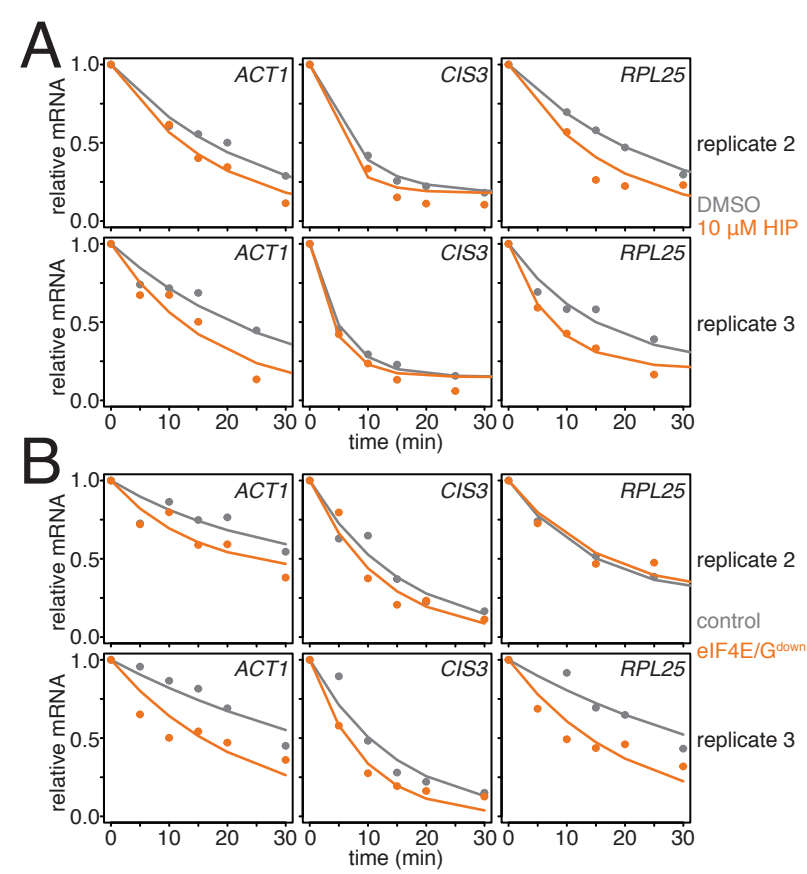 A
relative mRNA
1.0
0.5
0.0
ACT1
CIS3
RPL25
replicate 2
DMSO
10 µM HIP
relative mRNA
1.0
0.5
0.0
ACT1
CIS3
RPL25
replicate 3
0 10 20 30 0 10 20 30 0 10 20 30
time (min)
B
relative mRNA
1.0
0.5
0.0
ACT1
CIS3
RPL25
replicate 2
control
eIF4E/Gdown
relative mRNA
1.0
0.5
0.0
ACT1
CIS3
RPL25
replicate 3
0 10 20 30 0 10 20 30 0 10 20 30
time (min)